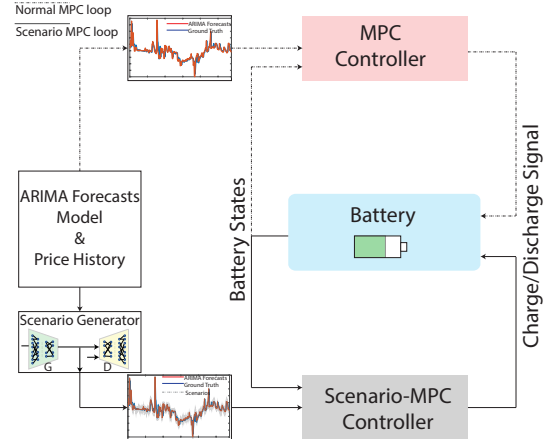 Normal MPC loop
Scenario MPC loop
ARIMA Forecasts
Ground Truth
MPC
Controller
ARIMA Forecasts
Model
&
Price History
Battery States
Battery
Charge/Discharge Signal
Scenario Generator
G
D
ARIMA Forecasts
Ground Truth
Scenarios
Scenario-MPC
Controller